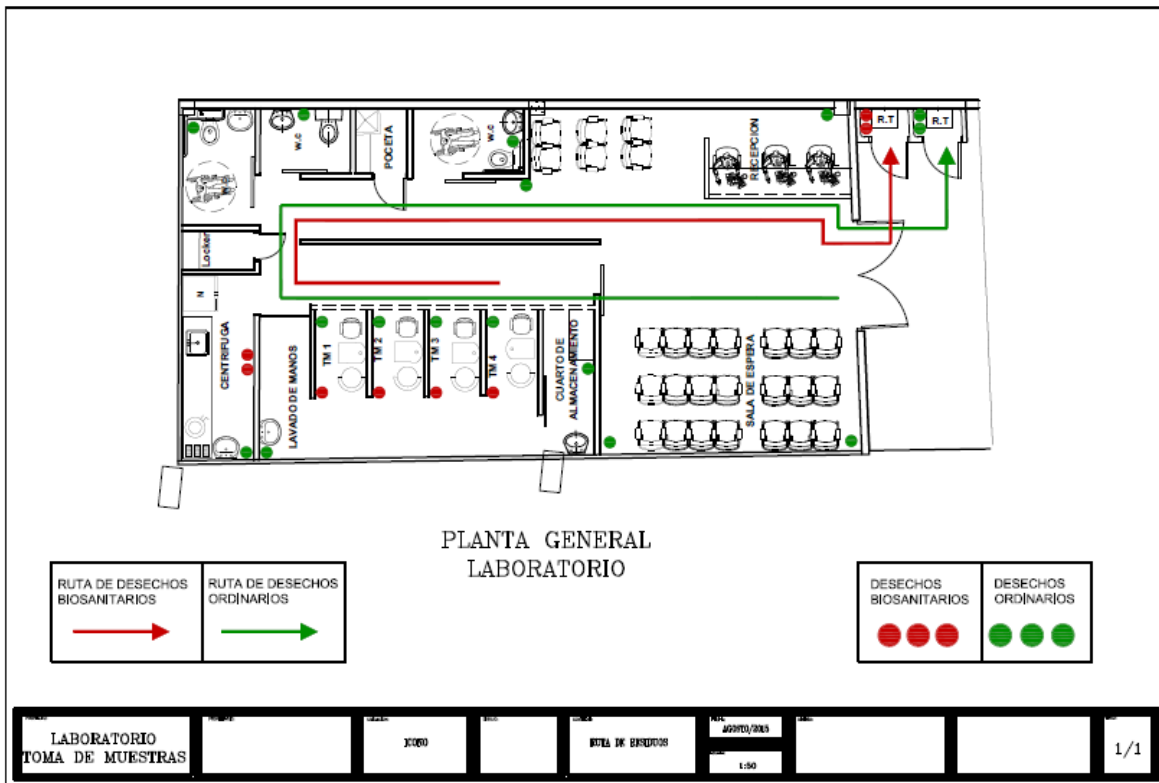 W.C
POCETA
W.C
RECEPCION
R.T
R.T
Locker
N
CENTRIFUGA
LAVADO DE MANOS
TM 1
TM 2
TM 3
TM 4
CUARTO DE
ALMACENAMIENTO
SALA DE ESPERA
PLANTA GENERAL
LABORATORIO
RUTA DE DESECHOS
BIOSANITARIOS
RUTA DE DESECHOS
ORDINARIOS
DESECHOS
BIOSANITARIOS
DESECHOS
ORDINARIOS
LABORATORIO
TOMA DE MUESTRAS
RUTA DE RESIDUOS
AGOSTO/2015
1:50
1/1